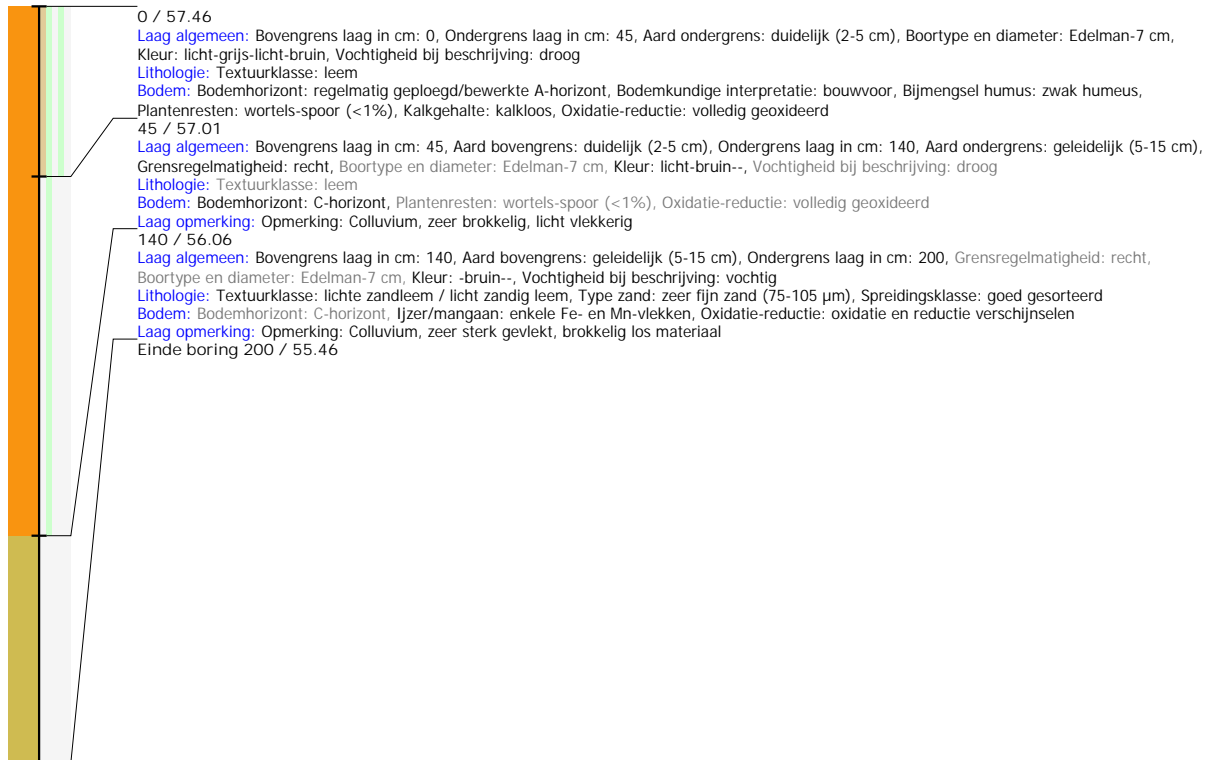 0 / 57.46
Laag algemeen: Bovengrens laag in cm: 0, Ondergrens laag in cm: 45, Aard ondergrens: duidelijk (2-5 cm), Boortype en diameter: Edelman-7 cm,
Kleur: licht-grijs-licht-bruin, Vochtigheid bij beschrijving: droog
Lithologie: Textuurklasse: leem
Bodem: Bodemhorizont: regelmatig geploegd/bewerkte A-horizont, Bodemkundige interpretatie: bouwvoor, Bijmengsel humus: zwak humeus,
Plantenresten: wortels-spoor (<1%), Kalkgehalte: kalkloos, Oxidatie-reductie: volledig geoxideerd
45 / 57.01
Laag algemeen: Bovengrens laag in cm: 45, Aard bovengrens: duidelijk (2-5 cm), Ondergrens laag in cm: 140, Aard ondergrens: geleidelijk (5-15 cm),
Grensregelmatigheid: recht, Boortype en diameter: Edelman-7 cm, Kleur: licht-bruin--, Vochtigheid bij beschrijving: droog
Lithologie: Textuurklasse: leem
Bodem: Bodemhorizont: C-horizont, Plantenresten: wortels-spoor (<1%), Oxidatie-reductie: volledig geoxideerd
Laag opmerking: Opmerking: Colluvium, zeer brokkelig, licht vlekkerig
140 / 56.06
Laag algemeen: Bovengrens laag in cm: 140, Aard bovengrens: geleidelijk (5-15 cm), Ondergrens laag in cm: 200, Grensregelmatigheid: recht,
Boortype en diameter: Edelman-7 cm, Kleur: -bruin--, Vochtigheid bij beschrijving: vochtig
Lithologie: Textuurklasse: lichte zandleem / licht zandig leem, Type zand: zeer fijn zand (75-105 µm), Spreidingsklasse: goed gesorteerd
Bodem: Bodemhorizont: C-horizont, Ijzer/mangaan: enkele Fe- en Mn-vlekken, Oxidatie-reductie: oxidatie en reductie verschijnselen
Laag opmerking: Opmerking: Colluvium, zeer sterk gevlekt, brokkelig los materiaal
Einde boring 200 / 55.46